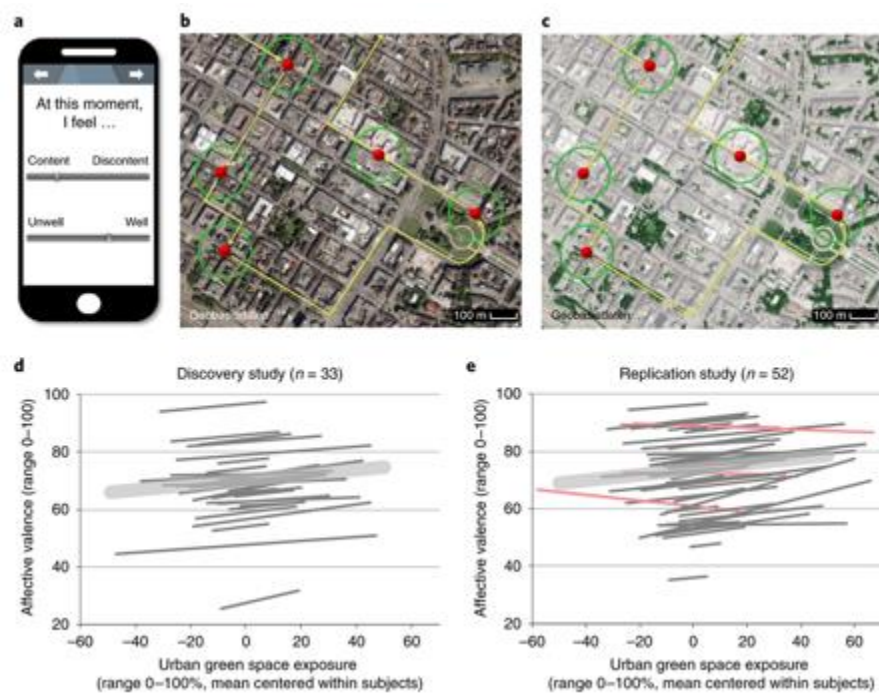 a
At this moment,
I feel ...
Content Discontent
Unwell Well
b
100 m
c
100 m
d
Discovery study (n = 33)
Affective valence (range 0–100)
100
80
60
40
20
–60 –40 –20 0 20 40 60
Urban green space exposure
(range 0–100%, mean centered within subjects)
e
Replication study (n = 52)
Affective valence (range 0–100)
100
80
60
40
20
–60 –40 –20 0 20 40 60
Urban green space exposure
(range 0–100%, mean centered within subjects)